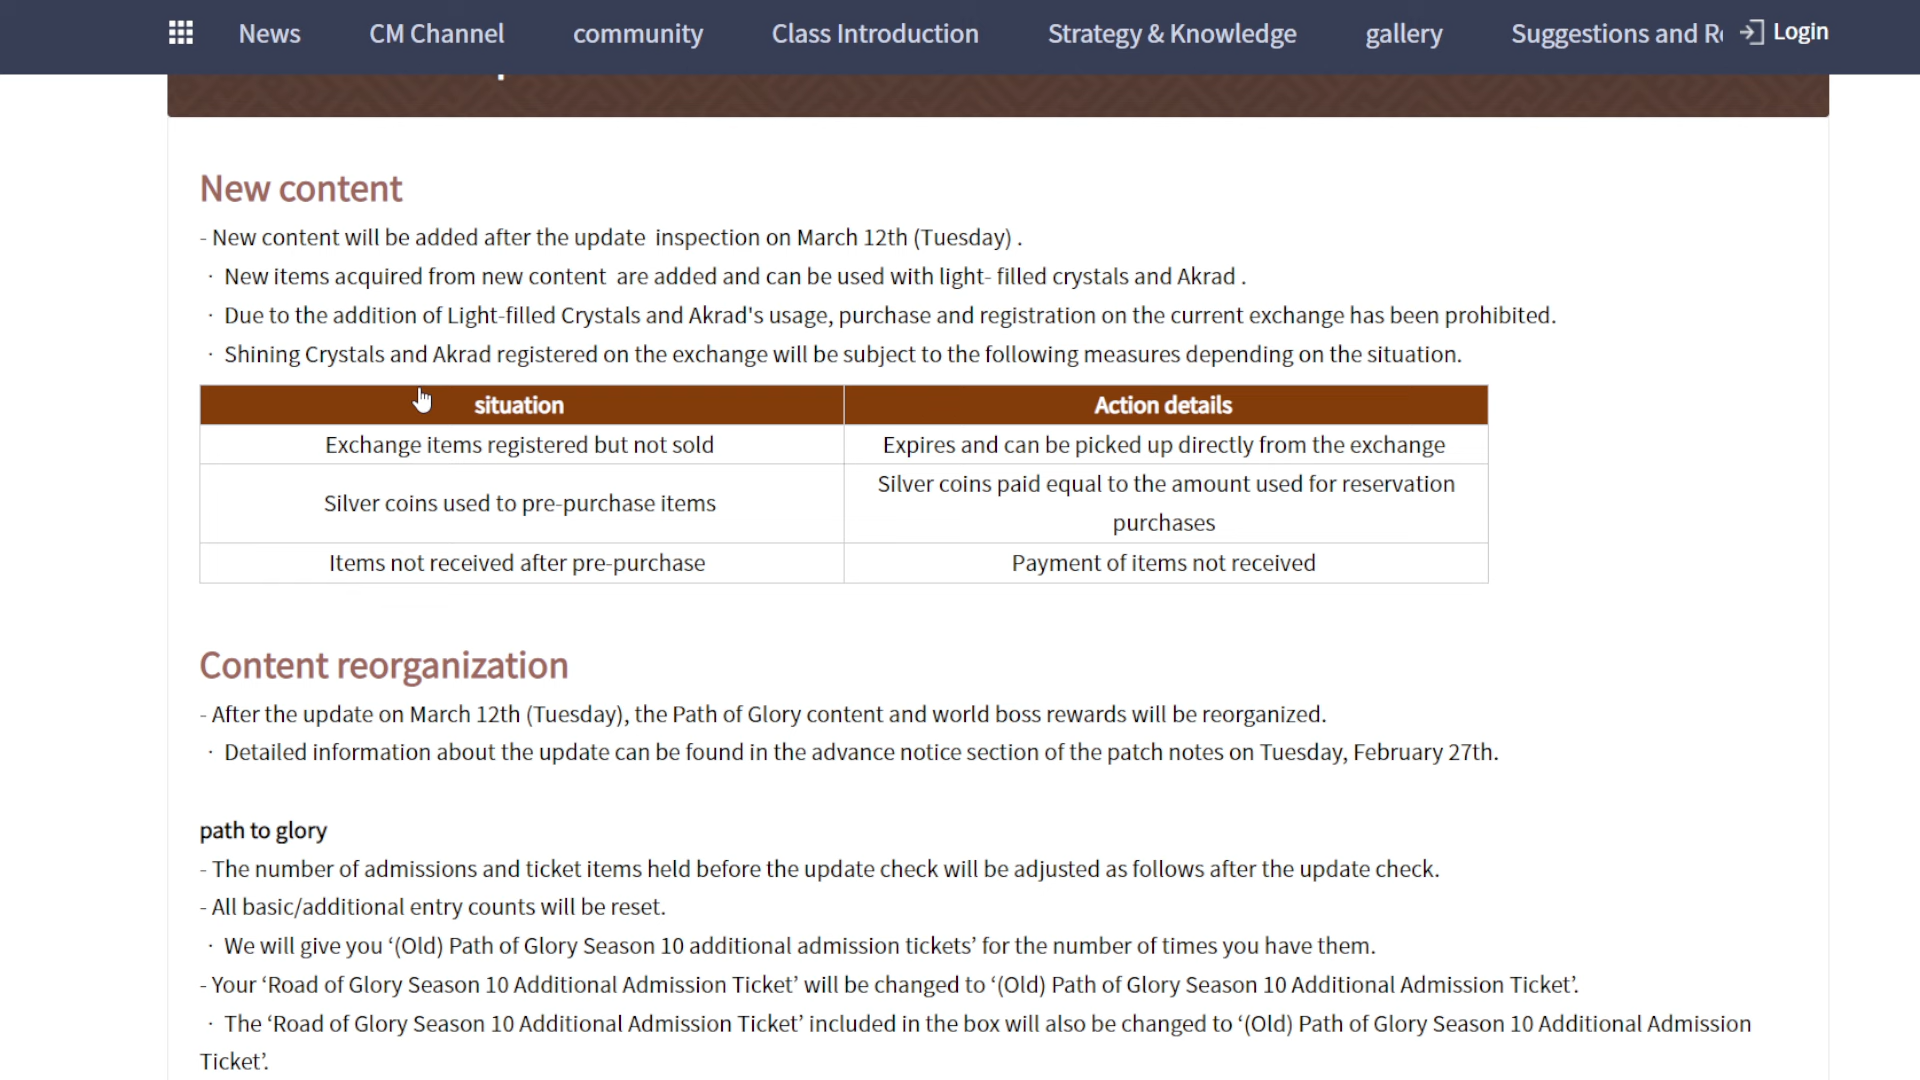 News CM Channel community Class Introduction Strategy & Knowledge gallery Suggestions and Login
New content
- New content will be added after the update inspection on March 12th (Tuesday) .
· New items acquired from new content are added and can be used with light- filled crystals and Akrad .
· Due to the addition of Light-filled Crystals and Akrad's usage, purchase and registration on the current exchange has been prohibited.
· Shining Crystals and Akrad registered on the exchange will be subject to the following measures depending on the situation.
situation Action details
Exchange items registered but not sold Expires and can be picked up directly from the exchange
Silver coins used to pre-purchase items Silver coins paid equal to the amount used for reservation
purchases
Items not received after pre-purchase Payment of items not received
Content reorganization
- After the update on March 12th (Tuesday), the Path of Glory content and world boss rewards will be reorganized.
· Detailed information about the update can be found in the advance notice section of the patch notes on Tuesday, February 27th.
path to glory
- The number of admissions and ticket items held before the update check will be adjusted as follows after the update check.
- All basic/additional entry counts will be reset.
· We will give you ‘(Old) Path of Glory Season 10 additional admission tickets’ for the number of times you have them.
- Your ‘Road of Glory Season 10 Additional Admission Ticket’ will be changed to ‘(Old) Path of Glory Season 10 Additional Admission Ticket’.
· The ‘Road of Glory Season 10 Additional Admission Ticket’ included in the box will also be changed to ‘(Old) Path of Glory Season 10 Additional Admission
Ticket’.